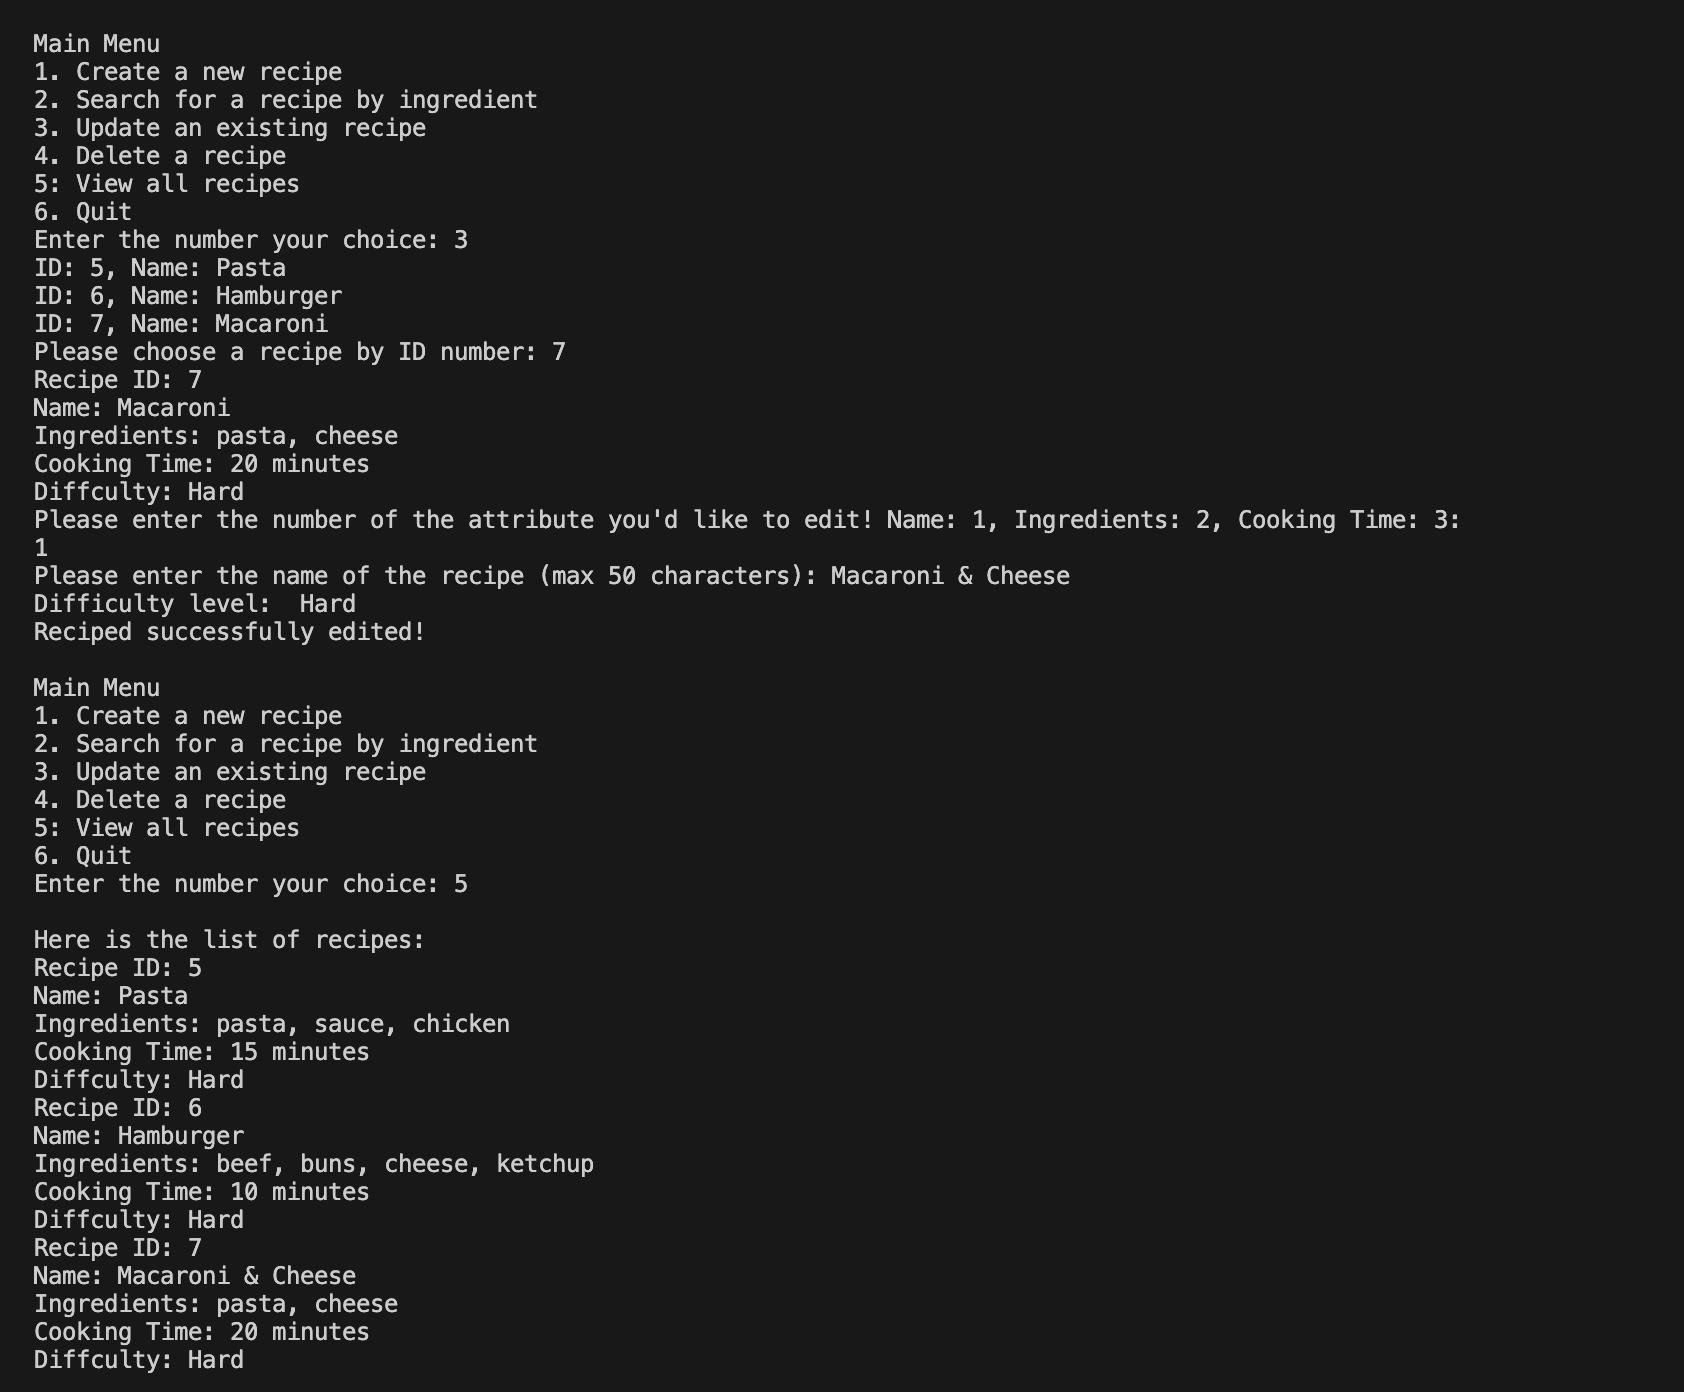 Main Menu
1. Create a new recipe
2. Search for a recipe by ingredient
3. Update an existing recipe
4. Delete a recipe
5: View all recipes
6. Quit
Enter the number your choice: 3
ID: 5, Name: Pasta
ID: 6, Name: Hamburger
ID: 7, Name: Macaroni
Please choose a recipe by ID number: 7
Recipe ID: 7
Name: Macaroni
Ingredients: pasta, cheese
Cooking Time: 20 minutes
Diffculty: Hard
Please enter the number of the attribute you'd like to edit! Name: 1, Ingredients: 2, Cooking Time: 3:
1
Please enter the name of the recipe (max 50 characters): Macaroni & Cheese
Difficulty level:  Hard
Reciped successfully edited!

Main Menu
1. Create a new recipe
2. Search for a recipe by ingredient
3. Update an existing recipe
4. Delete a recipe
5: View all recipes
6. Quit
Enter the number your choice: 5

Here is the list of recipes:
Recipe ID: 5
Name: Pasta
Ingredients: pasta, sauce, chicken
Cooking Time: 15 minutes
Diffculty: Hard
Recipe ID: 6
Name: Hamburger
Ingredients: beef, buns, cheese, ketchup
Cooking Time: 10 minutes
Diffculty: Hard
Recipe ID: 7
Name: Macaroni & Cheese
Ingredients: pasta, cheese
Cooking Time: 20 minutes
Diffculty: Hard